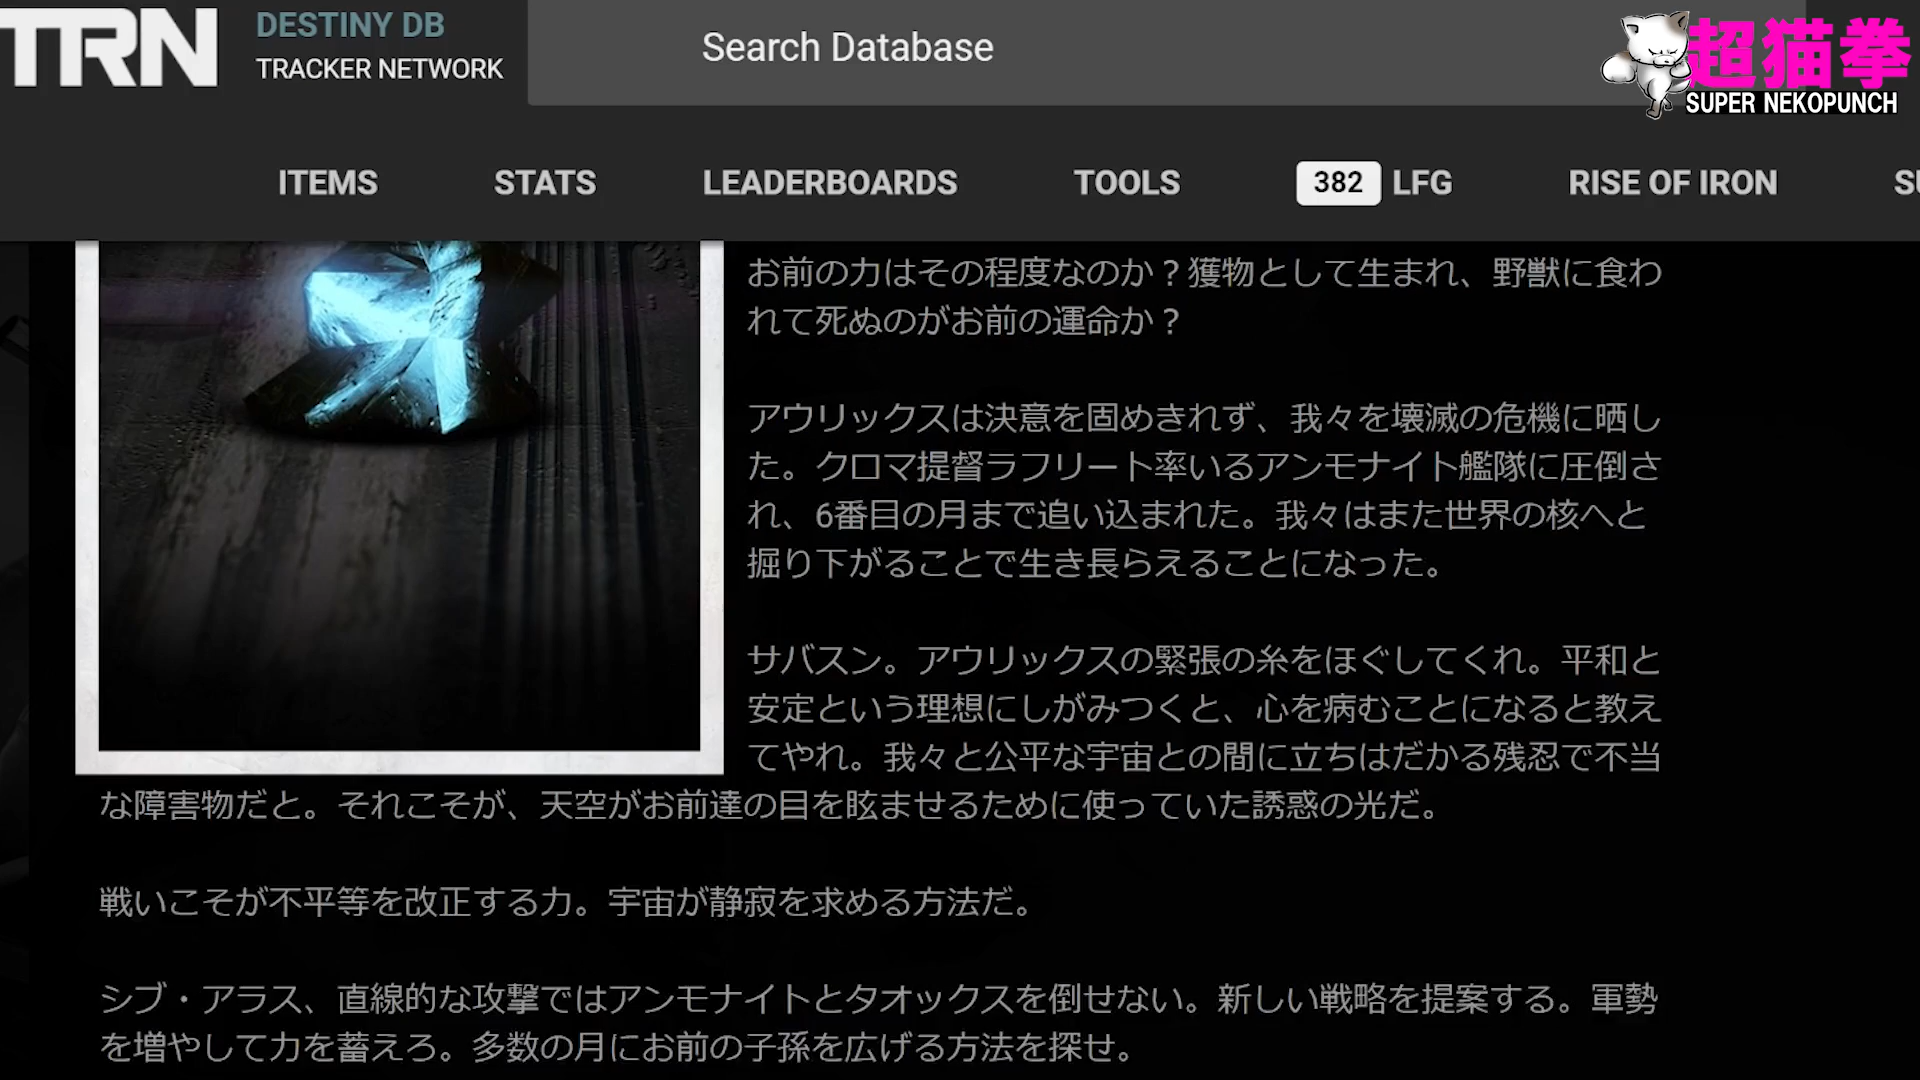 TRN
DESTINY DB
TRACKER NETWORK
Search Database
超猫拳
SUPER NEKOPUNCH
ITEMS
STATS
LEADERBOARDS
TOOLS
382 LFG
RISE OF IRON
お前の力はその程度なのか？獲物として生まれ、野獣に食わ
れて死ぬのがお前の運命か？
アウリックスは決意を固めきれず、我々を壊滅の危機に晒し
た。クロマ提督ラフリート率いるアンモナイト艦隊に圧倒さ
れ、6番目の月まで追い込まれた。我々はまた世界の核へと
掘り下がることで生き長らえることになった。
サバスン。アウリックスの緊張の糸をほぐしてくれ。平和と
安定という理想にしがみつくと、心を病むことになると教え
てやれ。我々と公平な宇宙との間に立ちはだかる残忍で不当
な障害物だと。それこそが、天空がお前達の目を眩ませるために使っていた誘惑の光だ。
戦いこそが不平等を改正する力。宇宙が静寂を求める方法だ。
シブ・アラス、直線的な攻撃ではアンモナイトとタオックスを倒せない。新しい戦略を提案する。軍勢
を増やして力を蓄えろ。多数の月にお前の子孫を広げる方法を探せ。